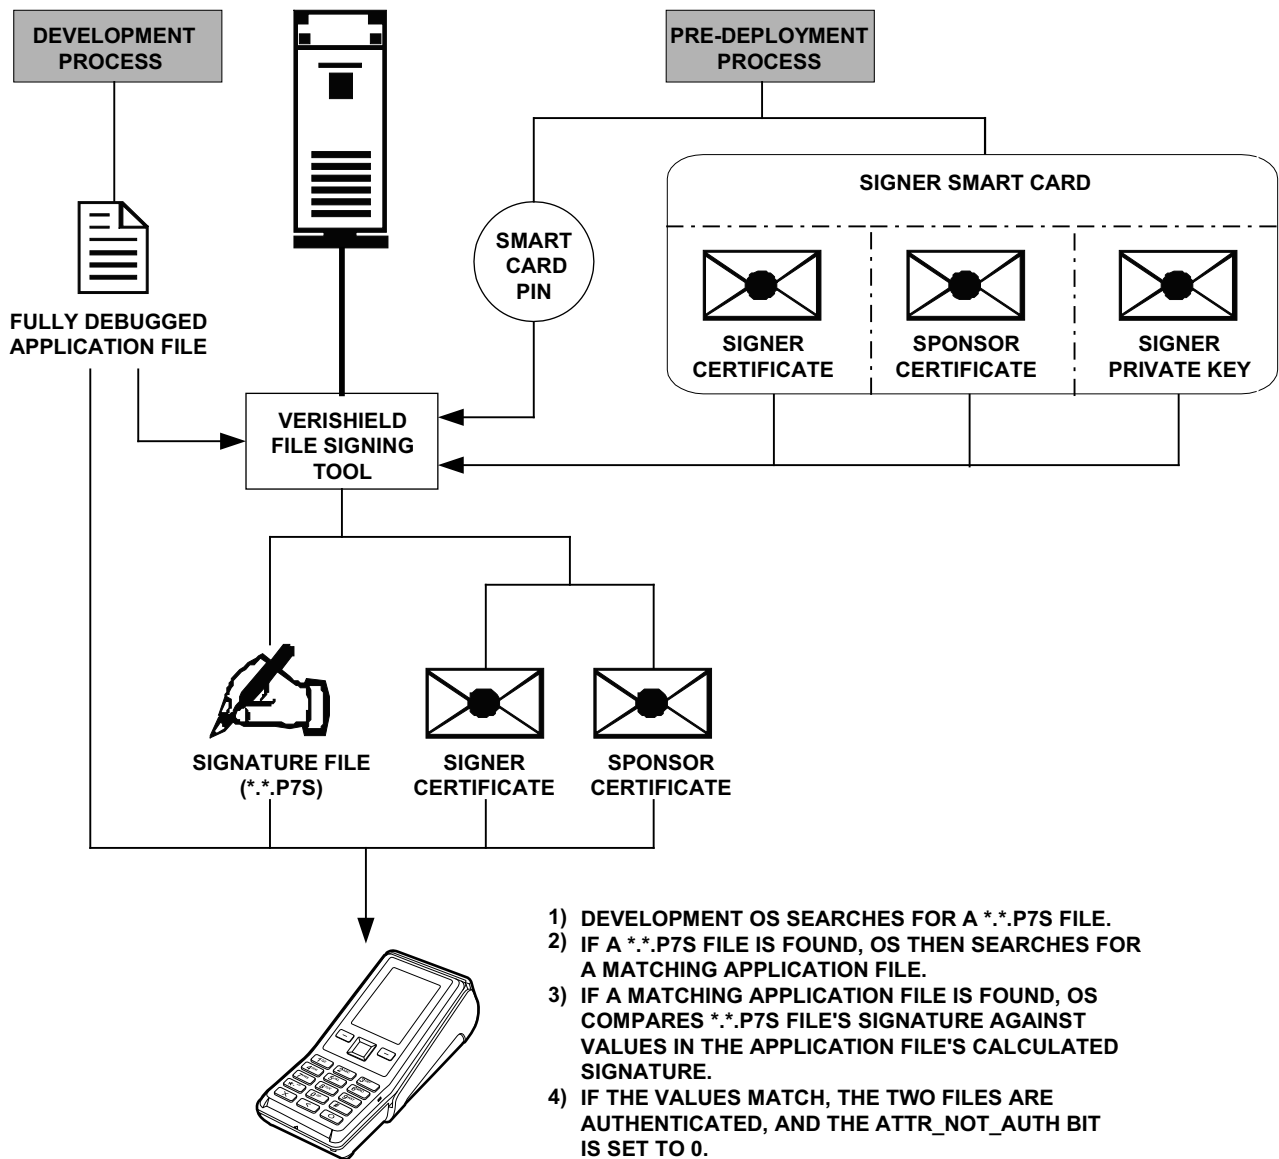 DEVELOPMENT
PROCESS
PRE-DEPLOYMENT
PROCESS
SIGNER SMART CARD
SMART
CARD
PIN
SIGNER
CERTIFICATE
SPONSOR
CERTIFICATE
SIGNER
PRIVATE KEY
FULLY DEBUGGED
APPLICATION FILE
VERISHIELD
FILE SIGNING
TOOL
SIGNATURE FILE
(*.*.P7S)
SIGNER
CERTIFICATE
SPONSOR
CERTIFICATE
1) DEVELOPMENT OS SEARCHES FOR A *.*.P7S FILE.
2) IF A *.*.P7S FILE IS FOUND, OS THEN SEARCHES FOR
A MATCHING APPLICATION FILE.
3) IF A MATCHING APPLICATION FILE IS FOUND, OS
COMPARES *.*.P7S FILE'S SIGNATURE AGAINST
VALUES IN THE APPLICATION FILE'S CALCULATED
SIGNATURE.
4) IF THE VALUES MATCH, THE TWO FILES ARE
AUTHENTICATED, AND THE ATTR_NOT_AUTH BIT
IS SET TO 0.